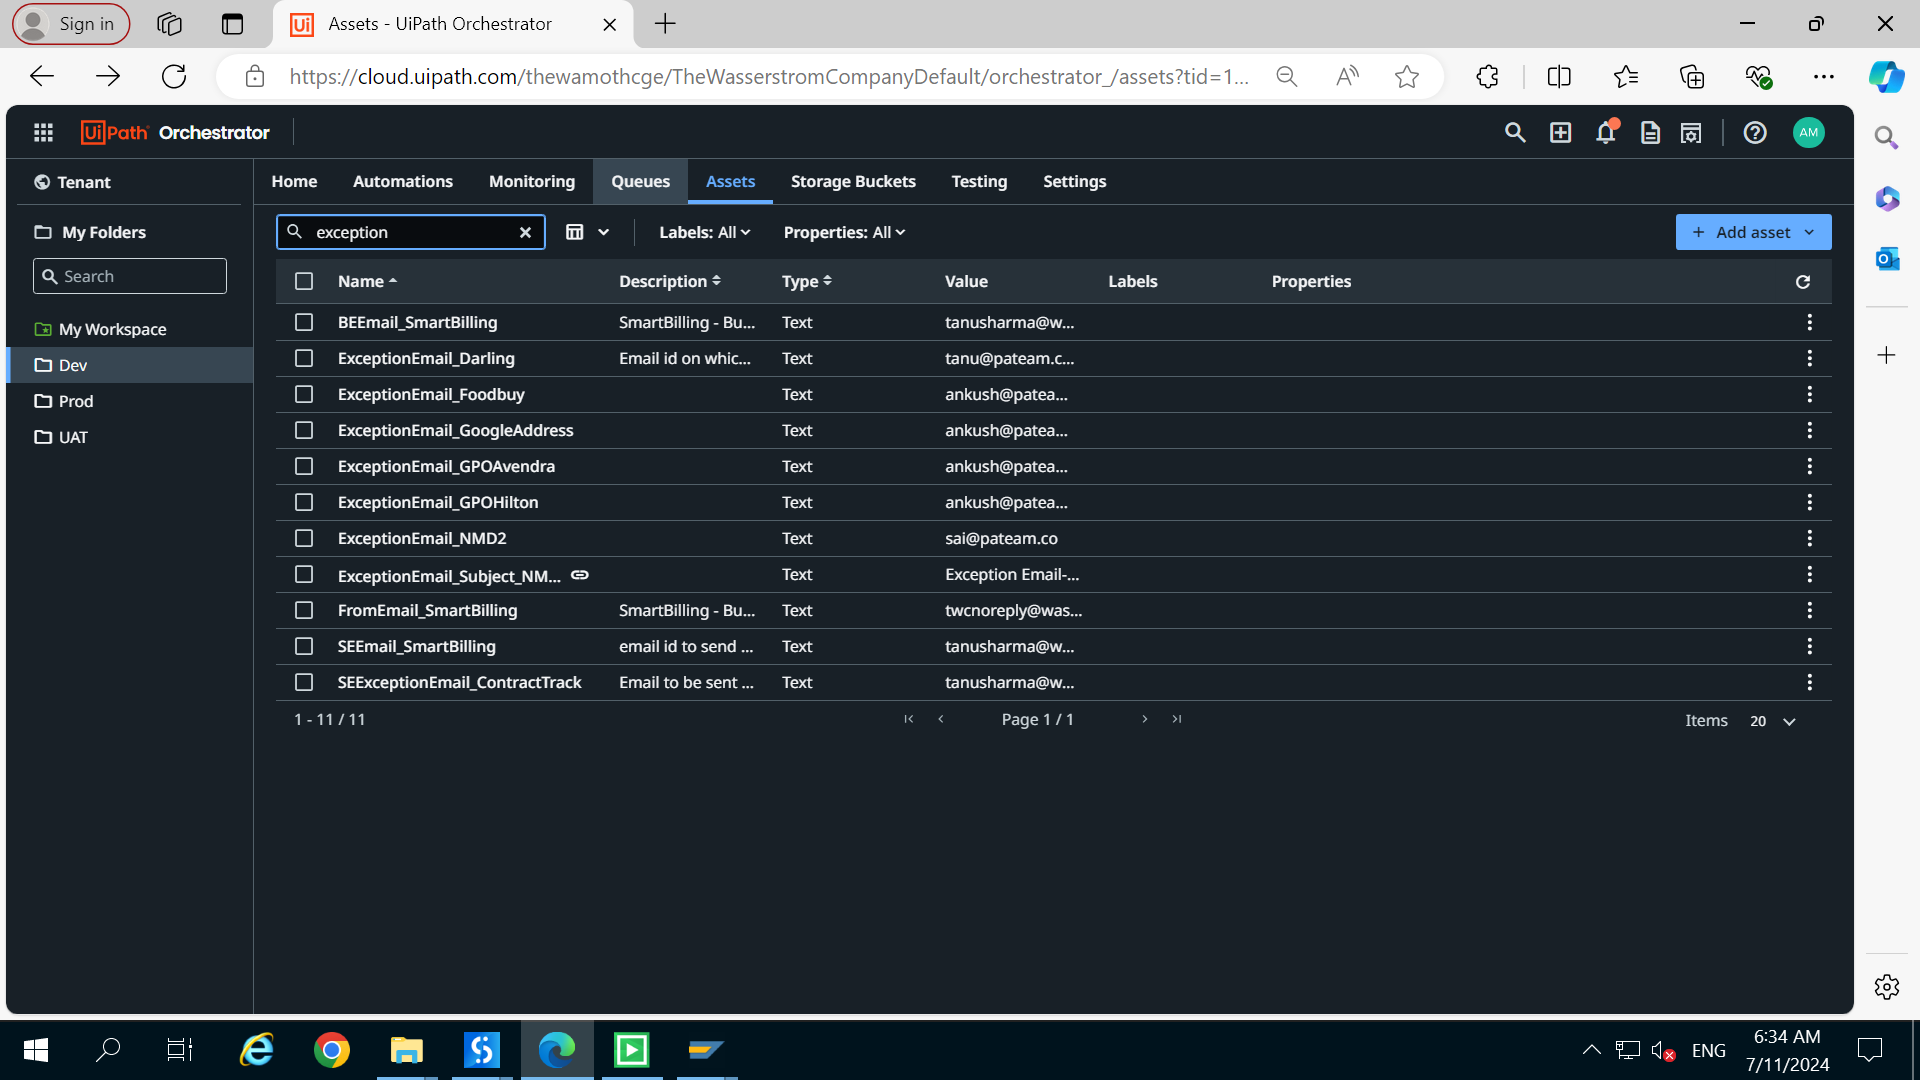 Sign in
Assets - UiPath Orchestrator
https://cloud.uipath.com/thewamothcge/TheWasserstromCompanyDefault/orchestrator_/assets?tid=1...
UiPath Orchestrator
AM
Tenant
Home Automations Monitoring Queues Assets Storage Buckets Testing Settings
My Folders
exception Labels: All Properties: All + Add asset
Search
Name Description Type Value Labels Properties
BEEmail_SmartBilling SmartBilling - Bu... Text tanusharma@w...
My Workspace
ExceptionEmail_Darling Email id on whic... Text tanu@pateam.c...
Dev
ExceptionEmail_Foodbuy Text ankush@patea...
Prod
ExceptionEmail_GoogleAddress Text ankush@patea...
UAT
ExceptionEmail_GPOAvendra Text ankush@patea...
ExceptionEmail_GPOHilton Text ankush@patea...
ExceptionEmail_NMD2 Text sai@pateam.co
ExceptionEmail_Subject_NM... Text Exception Email-...
FromEmail_SmartBilling SmartBilling - Bu... Text twcnoreply@was...
SEEmail_SmartBilling email id to send ... Text tanusharma@w...
SEExceptionEmail_ContractTrack Email to be sent ... Text tanusharma@w...
1 - 11 / 11 Page 1 / 1 Items 20
ENG
6:34 AM
7/11/2024